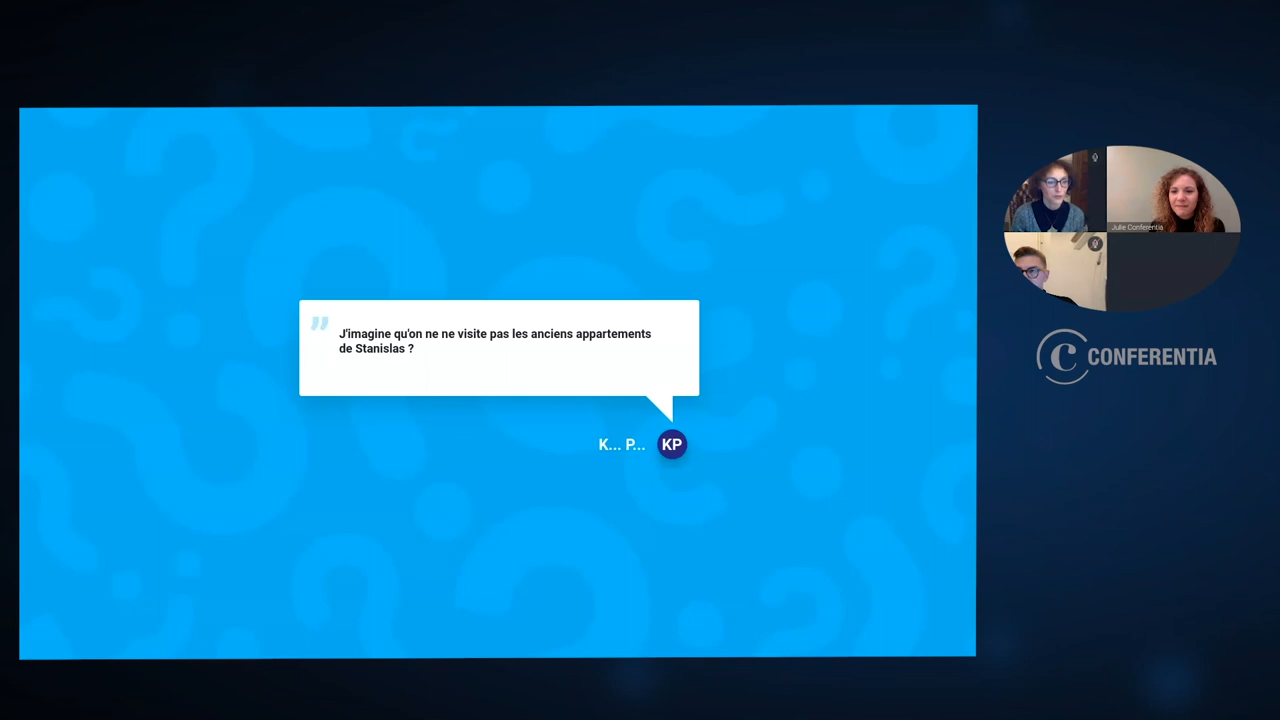 J'imagine qu'on ne ne visite pas les anciens appartements
de Stanislas ?
K... P...
KP
Julie Conferentia
C CONFERENTIA